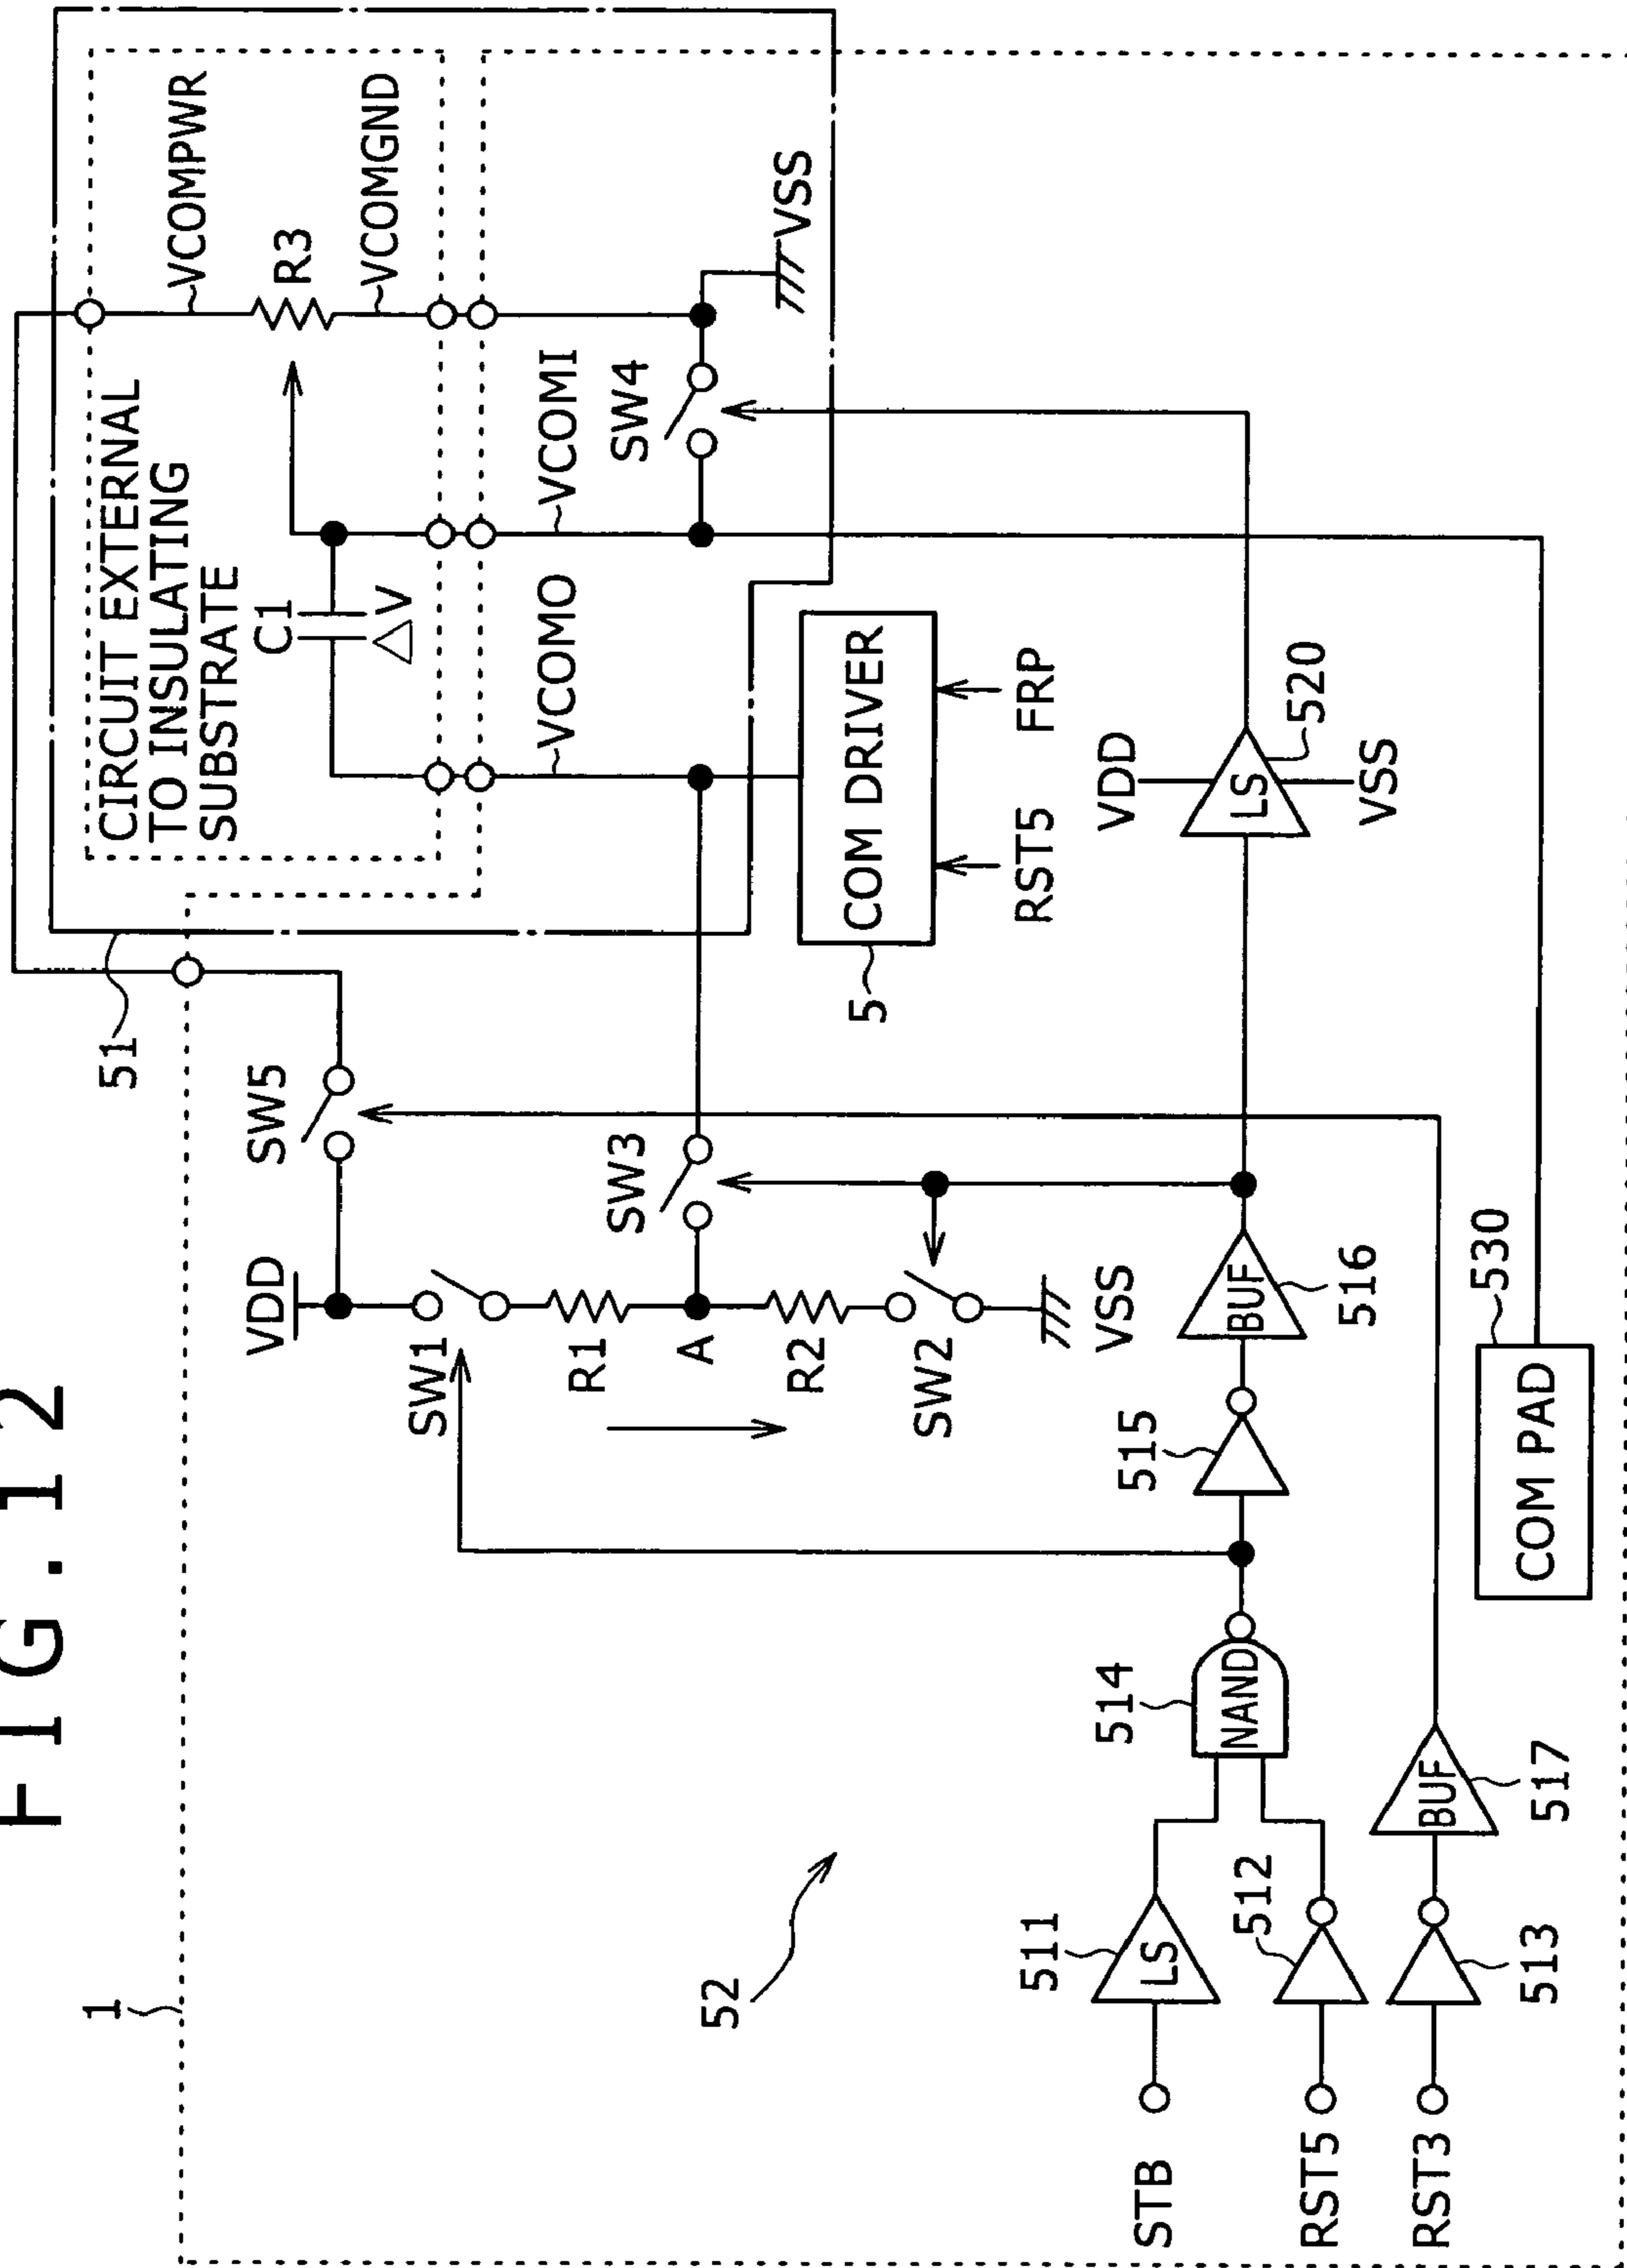 FIG.12
1
51
CIRCUIT EXTERNAL
TO INSULATING
SUBSTRATE
VCOMPWR
C1
R3
△V
VCOMGND
VDD
SW5
SW1
VCOMO
VCOMI
R1
SW3
SW4
A
52
R2
VSS
5
COM DRIVER
SW2
RST5
FRP
VSS
511
514
515
VDD
STB
LS
NAND
BUF
LS
512
516
520
RST5
VSS
RST3
BUF
530
513
517
COM PAD